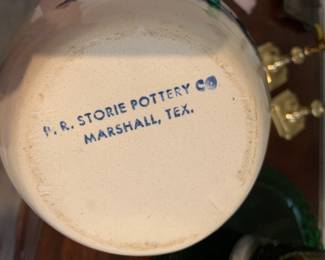 P. R. STORIE POTTERY CO
MARSHALL, TEX.